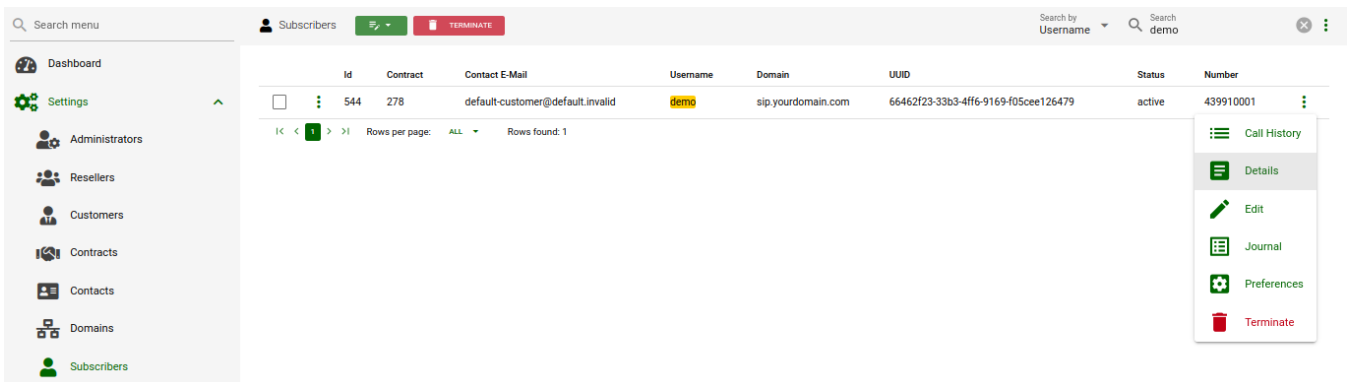 Search menu
Subscribers
TERMINATE
Search by
Username
Search
demo
Dashboard
Settings
Administrators
Resellers
Customers
Contracts
Contacts
Domains
Subscribers
Id Contract Contact E-Mail Username Domain UUID Status Number
544 278 default-customer@default.invalid demo sip.yourdomain.com 66462f23-33b3-4ff6-9169-f05cee126479 active 439910001
1 Rows per page: ALL Rows found: 1
Call History
Details
Edit
Journal
Preferences
Terminate